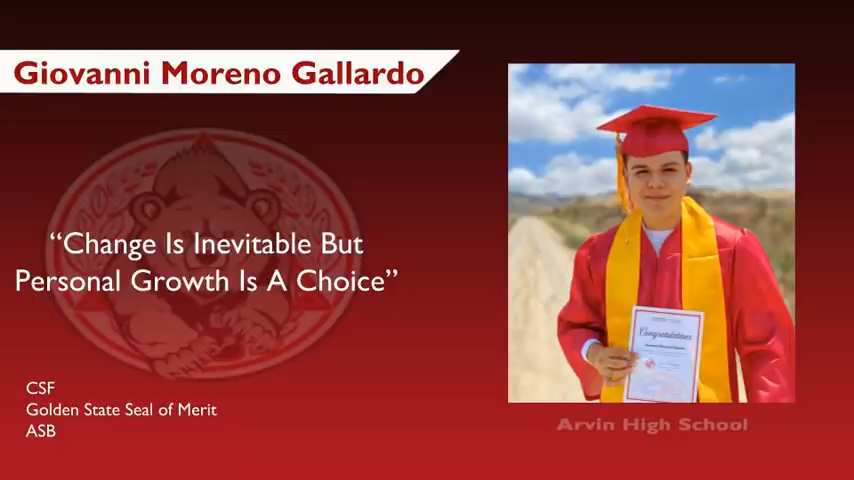 Giovanni Moreno Gallardo
“Change Is Inevitable But
Personal Growth Is A Choice”
CSF
Golden State Seal of Merit
ASB
Congratulations
Arvin High School